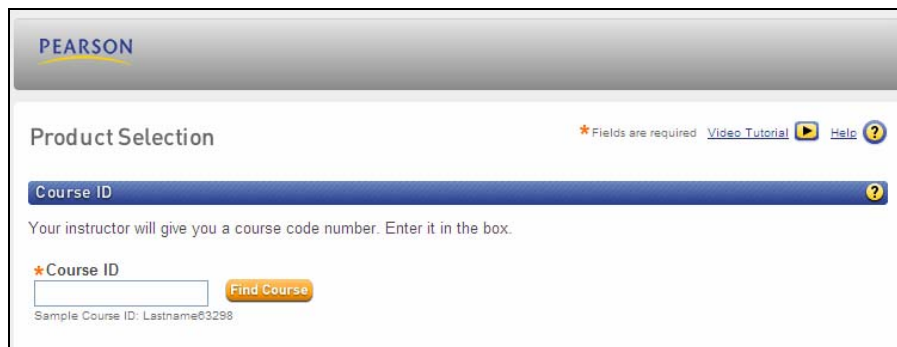 PEARSON
Product Selection
* Fields are required Video Tutorial Help ?
Course ID ?
Your instructor will give you a course code number. Enter it in the box.
* Course ID
Find Course
Sample Course ID: Lastname63298